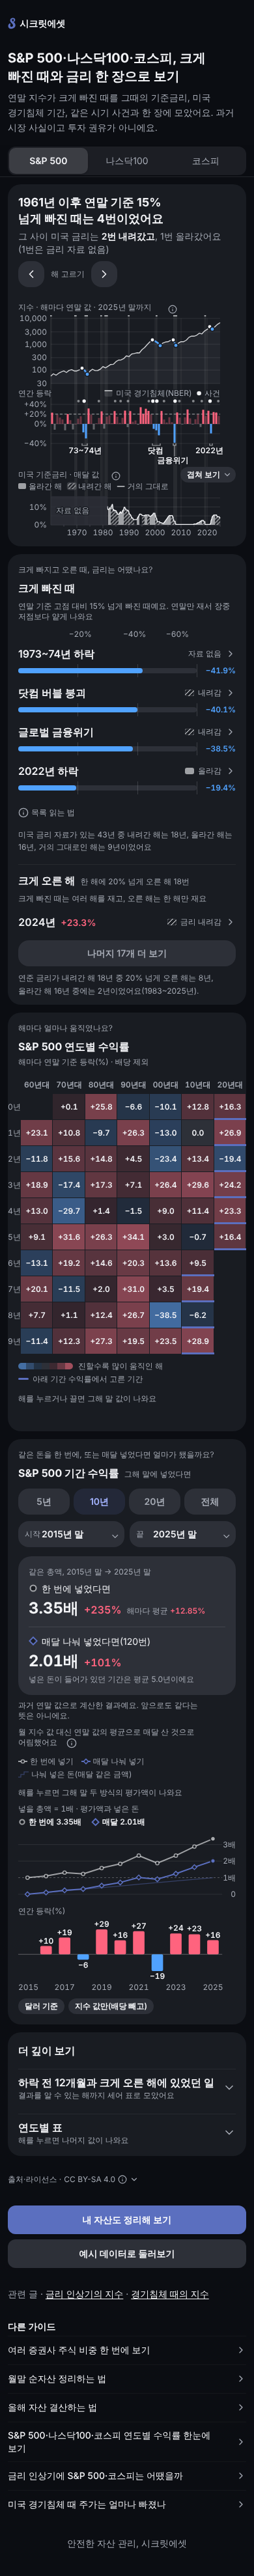 시크릿에셋
S&P 500·나스닥100·코스피, 크게
빠진 때와 금리 한 장으로 보기
연말 지수가 크게 빠진 때를 그때의 기준금리, 미국
경기침체 기간, 같은 시기 사건과 한 장에 모았어요. 과거
시장 사실이고 투자 권유가 아니에요.
S&P 500
나스닥100
코스피
1961년 이후 연말 기준 15%
넘게 빠진 때는 4번이었어요
그 사이 미국 금리는 2번 내려갔고, 1번 올라갔어요
(1번은 금리 자료 없음)
해 고르기
지수 · 해마다 연말 값 · 2025년 말까지
10,000
3,000
1,000
300
100
30
연간 등락
미국 경기침체(NBER)
사건
+40%
+20%
0%
−40%
73~74년
닷컴
2022년
금융위기
미국 기준금리 · 매달 값
겹쳐 보기
올라간 해
내려간 해
거의 그대로
10%
자료 없음
0%
1970 1980 1990 2000 2010 2020
크게 빠지고 오른 때, 금리는 어땠나요?
크게 빠진 때
연말 기준 고점 대비 15% 넘게 빠진 때예요. 연말만 재서 장중
저점보다 얕게 나와요
−20%
−40%
−60%
1973~74년 하락
자료 없음
−41.9%
닷컴 버블 붕괴
내려감
−40.1%
글로벌 금융위기
내려감
−38.5%
2022년 하락
올라감
−19.4%
목록 읽는 법
미국 금리 자료가 있는 43년 중 내려간 해는 18년, 올라간 해는
16년, 거의 그대로인 해는 9년이었어요
크게 오른 해 한 해에 20% 넘게 오른 해 18번
크게 빠진 때는 여러 해를 재고, 오른 해는 한 해만 재요
2024년 +23.3%
금리 내려감
나머지 17개 더 보기
연준 금리가 내려간 해 18년 중 20% 넘게 오른 해는 8년,
올라간 해 16년 중에는 2년이었어요(1983~2025년).
해마다 얼마나 움직였나요?
S&P 500 연도별 수익률
해마다 연말 기준 등락(%) · 배당 제외
60년대 70년대 80년대 90년대 00년대 10년대 20년대
0년 +0.1 +25.8 −6.6 −10.1 +12.8 +16.3
1년 +23.1 +10.8 −9.7 +26.3 −13.0 0.0 +26.9
2년 −11.8 +15.6 +14.8 +4.5 −23.4 +13.4 −19.4
3년 +18.9 −17.4 +17.3 +7.1 +26.4 +29.6 +24.2
4년 +13.0 −29.7 +1.4 −1.5 +9.0 +11.4 +23.3
5년 +9.1 +31.6 +26.3 +34.1 +3.0 −0.7 +16.4
6년 −13.1 +19.2 +14.6 +20.3 +13.6 +9.5
7년 +20.1 −11.5 +2.0 +31.0 +3.5 +19.4
8년 +7.7 +1.1 +12.4 +26.7 −38.5 −6.2
9년 −11.4 +12.3 +27.3 +19.5 +23.5 +28.9
진할수록 많이 움직인 해
아래 기간 수익률에서 고른 기간
해를 누르거나 끌면 그해 말 값이 나와요
같은 돈을 한 번에, 또는 매달 나눠 넣었다면 얼마가 됐을까요?
S&P 500 기간 수익률 그해 말에 넣었다면
5년
10년
20년
전체
시작 2015년 말
끝 2025년 말
같은 총액, 2015년 말 → 2025년 말
한 번에 넣었다면
3.35배 +235% 해마다 평균 +12.85%
매달 나눠 넣었다면(120번)
2.01배 +101%
넣은 돈이 들어가 있던 기간은 평균 5.0년이에요
과거 연말 값으로 계산한 결과예요. 앞으로도 같다는
뜻은 아니에요.
월 지수 값 대신 연말 값의 평균으로 매달 산 것으로
어림했어요
한 번에 넣기
매달 나눠 넣기
나눠 넣은 돈(매달 같은 금액)
해를 누르면 그해 말 두 방식의 평가액이 나와요
넣을 총액 = 1배 · 평가액과 넣은 돈
한 번에 3.35배
매달 2.01배
3배
2배
1배
0
연간 등락(%)
+10
+19
−6
+29
+16
+27
−19
+24
+23
+16
2015 2017 2019 2021 2023 2025
달러 기준
지수 값만(배당 빼고)
더 깊이 보기
하락 전 12개월과 크게 오른 해에 있었던 일
결과를 알 수 있는 해까지 세어 표로 모았어요
연도별 표
해를 누르면 나머지 값이 나와요
출처·라이선스 · CC BY-SA 4.0
내 자산도 정리해 보기
예시 데이터로 둘러보기
관련 글 · 금리 인상기의 지수 · 경기침체 때의 지수
다른 가이드
여러 증권사 주식 비중 한 번에 보기
월말 순자산 정리하는 법
올해 자산 결산하는 법
S&P 500·나스닥100·코스피 연도별 수익률 한눈에
보기
금리 인상기에 S&P 500·코스피는 어땠을까
미국 경기침체 때 주가는 얼마나 빠졌나
안전한 자산 관리, 시크릿에셋